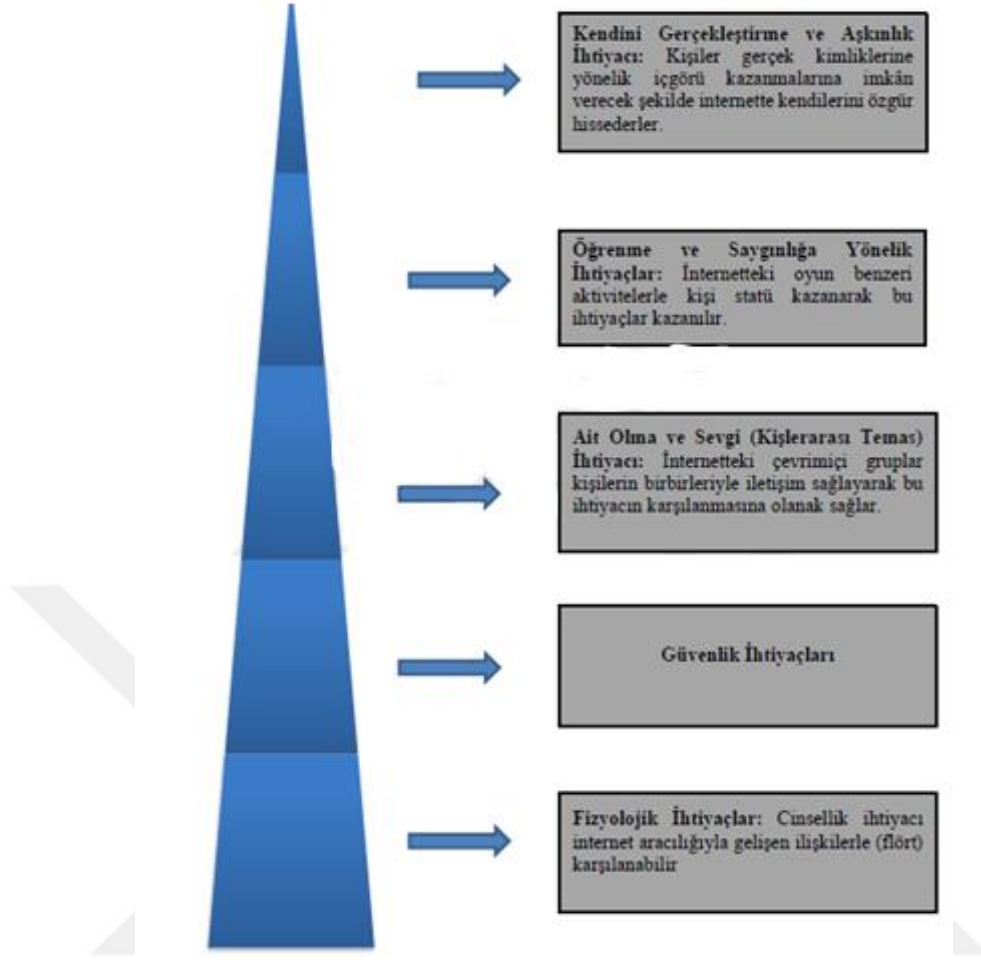 Kendini Gerçekleştirme ve Aşkınlık
İhtiyacı: Kişiler gerçek kimliklerine
yönelik içgörü kazanmalarına imkân
verecek şekilde internette kendilerini özgür
hissederler.
Öğrenme ve Saygınlığa Yönelik
İhtiyaçlar: İnternetteki oyun benzeri
aktivitelerle kişi statü kazanarak bu
ihtiyaçlar kazanılır.
Ait Olma ve Sevgi (Kişlerarası Temas)
İhtiyacı: İnternetteki çevrimiçi gruplar
kişilerin birbirleriyle iletişim sağlayarak bu
ihtiyacın karşılanmasına olanak sağlar.
Güvenlik İhtiyaçları
Fizyolojik İhtiyaçlar: Cinsellik ihtiyacı
internet aracılığıyla gelişen ilişkilerle (flört)
karşılanabilir